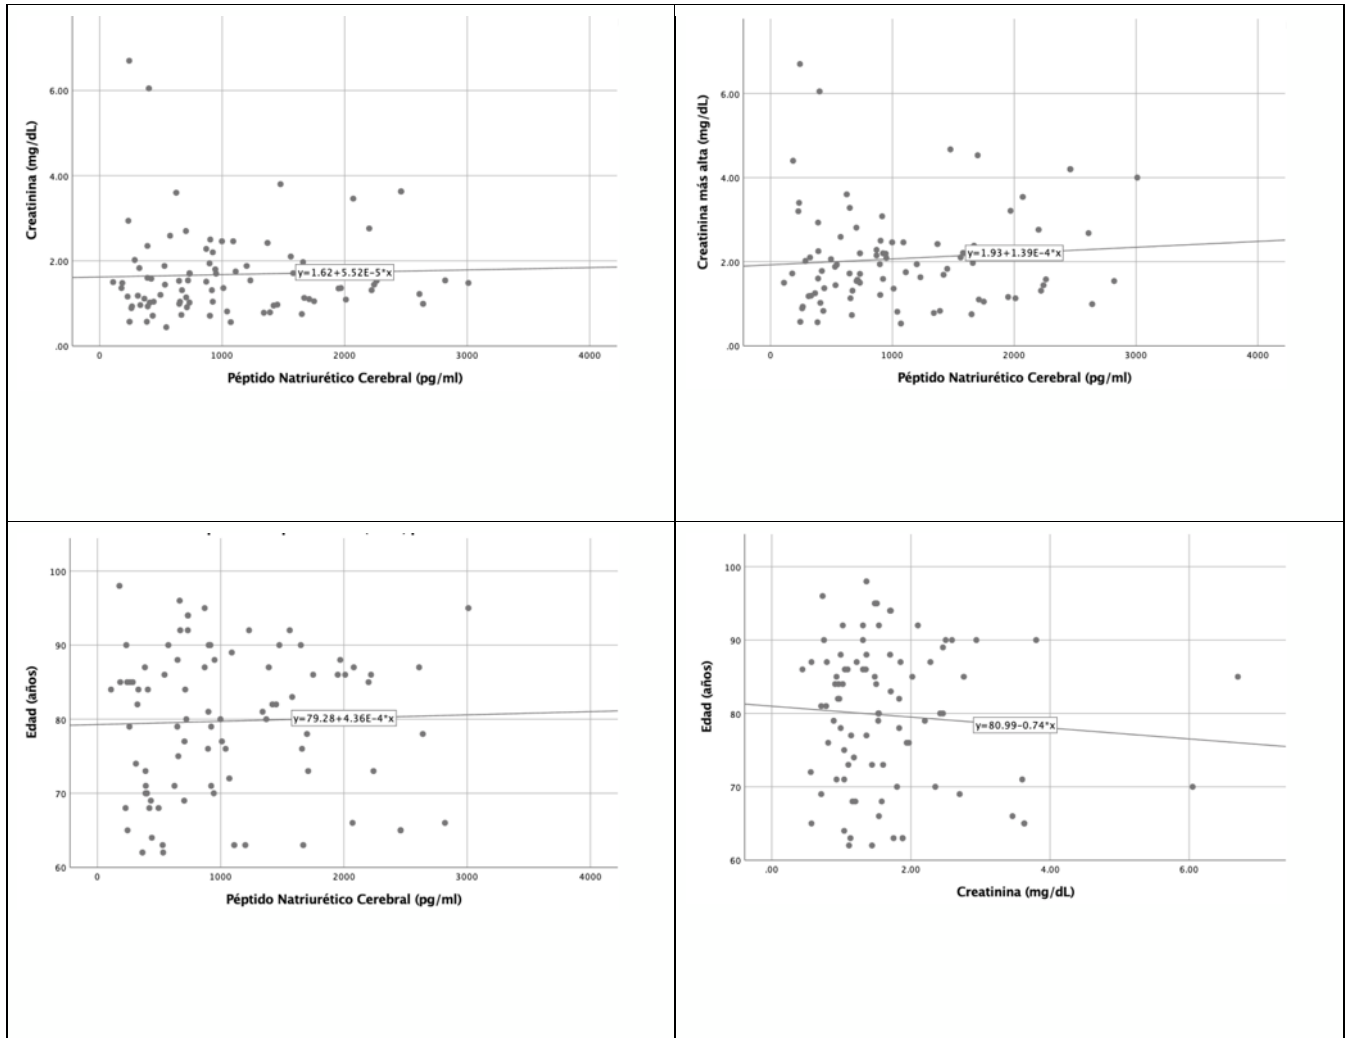 6.00
4.00
2.00
.00
Creatinina (mg/dL)
y=1.62+5.52E-5*x
0 1000 2000 3000 4000
Péptido Natriurético Cerebral (pg/ml)
6.00
4.00
2.00
.00
Creatinina más alta (mg/dL)
y=1.93+1.39E-4*x
0 1000 2000 3000 4000
Péptido Natriurético Cerebral (pg/ml)
100
90
80
70
60
Edad (años)
y=79.28+4.36E-4*x
0 1000 2000 3000 4000
Péptido Natriurético Cerebral (pg/ml)
100
90
80
70
60
Edad (años)
y=80.99-0.74*x
.00 2.00 4.00 6.00
Creatinina (mg/dL)